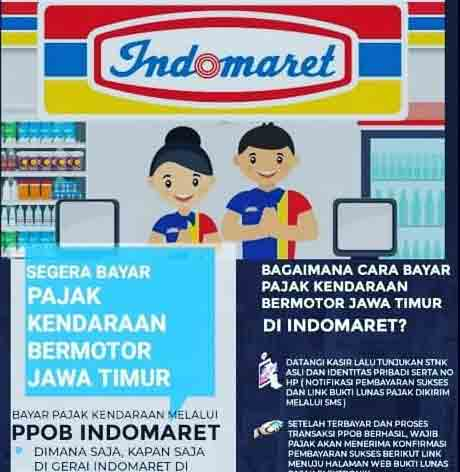 Indomaret
SEGERA BAYAR
PAJAK
KENDARAAN
BERMOTOR
JAWA TIMUR
BAYAR PAJAK KENDARAAN MELALUI
PPOB INDOMARET
DIMANA SAJA, KAPAN SAJA
DI GERAI INDOMARET DI
BAGAIMANA CARA BAYAR
PAJAK KENDARAAN
BERMOTOR JAWA TIMUR
DI INDOMARET?
DATANGI KASIR LALU TUNJUKAN STNK
ASLI DAN IDENTITAS PRIBADI SERTA NO
HP ( NOTIFIKASI PEMBAYARAN SUKSES
DAN LINK BUKTI LUNAS PAJAK DIKIRIM
MELALUI SMS )
SETELAH TERBAYAR DAN PROSES
TRANSAKSI PPOB BERHASIL, WAJIB
PAJAK AKAN MENERIMA KONFIRMASI
PEMBAYARAN SUKSES BERIKUT LINK
MENUJU HALAMAN WEB BUKTI LUNAS